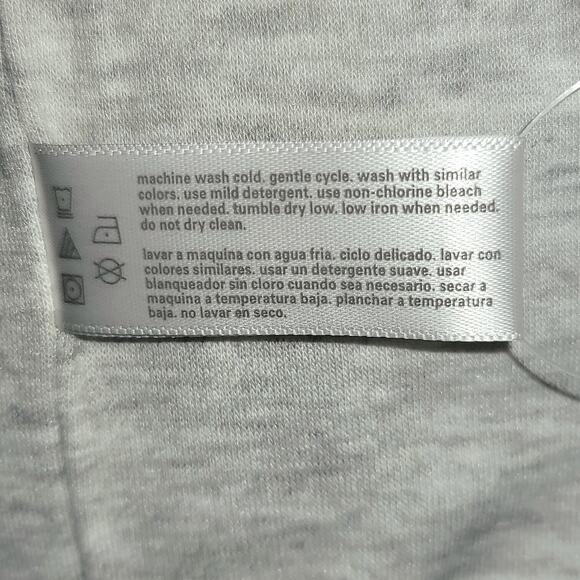 machine wash cold. gentle cycle. wash with similar
colors. use mild detergent. use non-chlorine bleach
when needed. tumble dry low. low iron when needed.
do not dry clean.
lavar a maquina con agua fria. ciclo delicado. lavar con
colores similares. usar un detergente suave. usar
blanqueador sin cloro cuando sea necesario. secar a
maquina a temperatura baja. planchar a temperatura
baja. no lavar en seco.